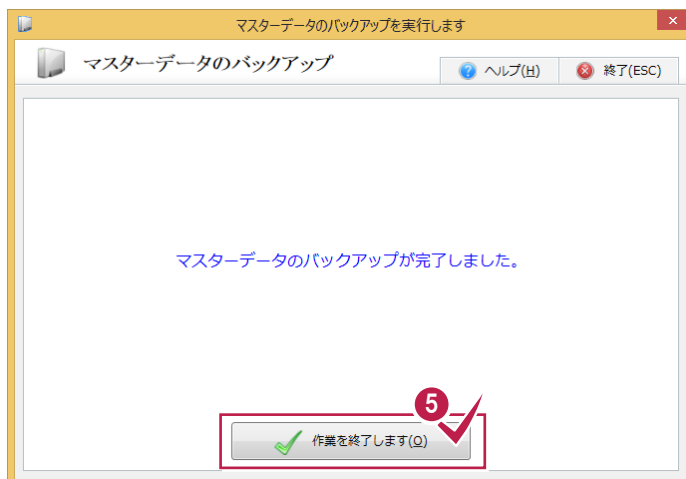 マスターデータのバックアップを実行します
×
マスターデータのバックアップ
? ヘルプ(H)
終了(ESC)
マスターデータのバックアップが完了しました。
5
作業を終了します(O)